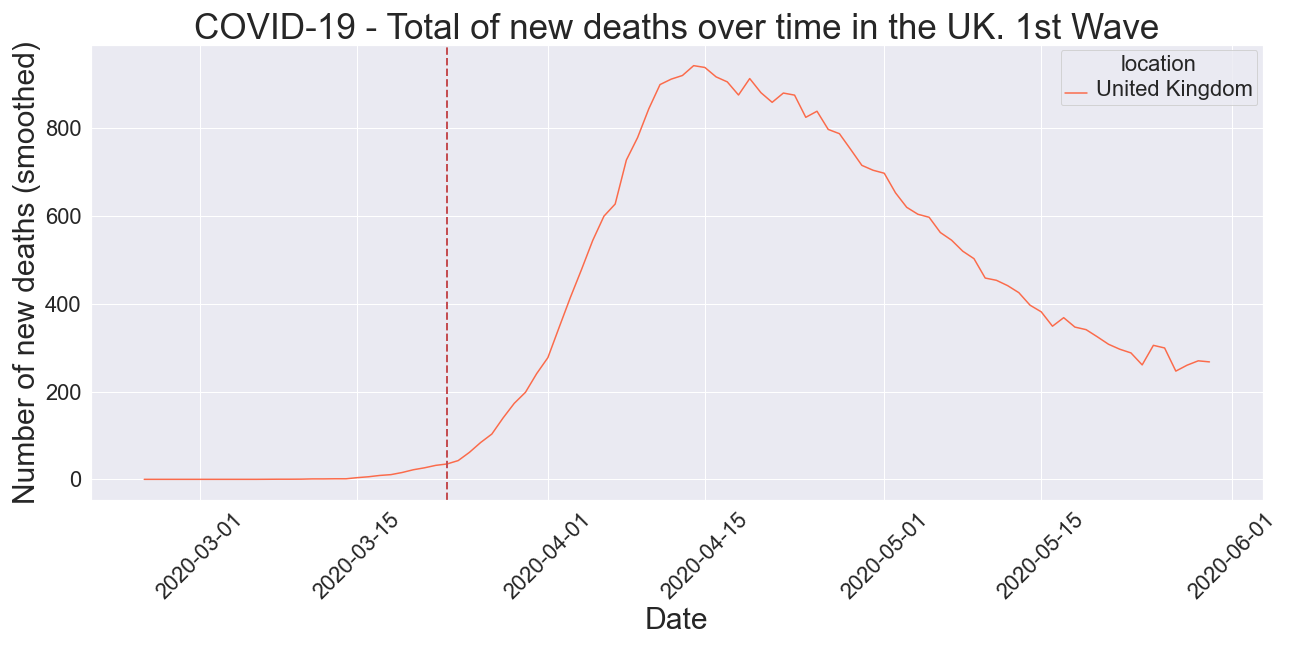 COVID-19 - Total of new deaths over time in the UK. 1st Wave
Number of new deaths (smoothed)
800
600
400
200
0
location
United Kingdom
2020-03-01
2020-03-15
2020-04-01
2020-04-15
2020-05-01
2020-05-15
2020-06-01
Date